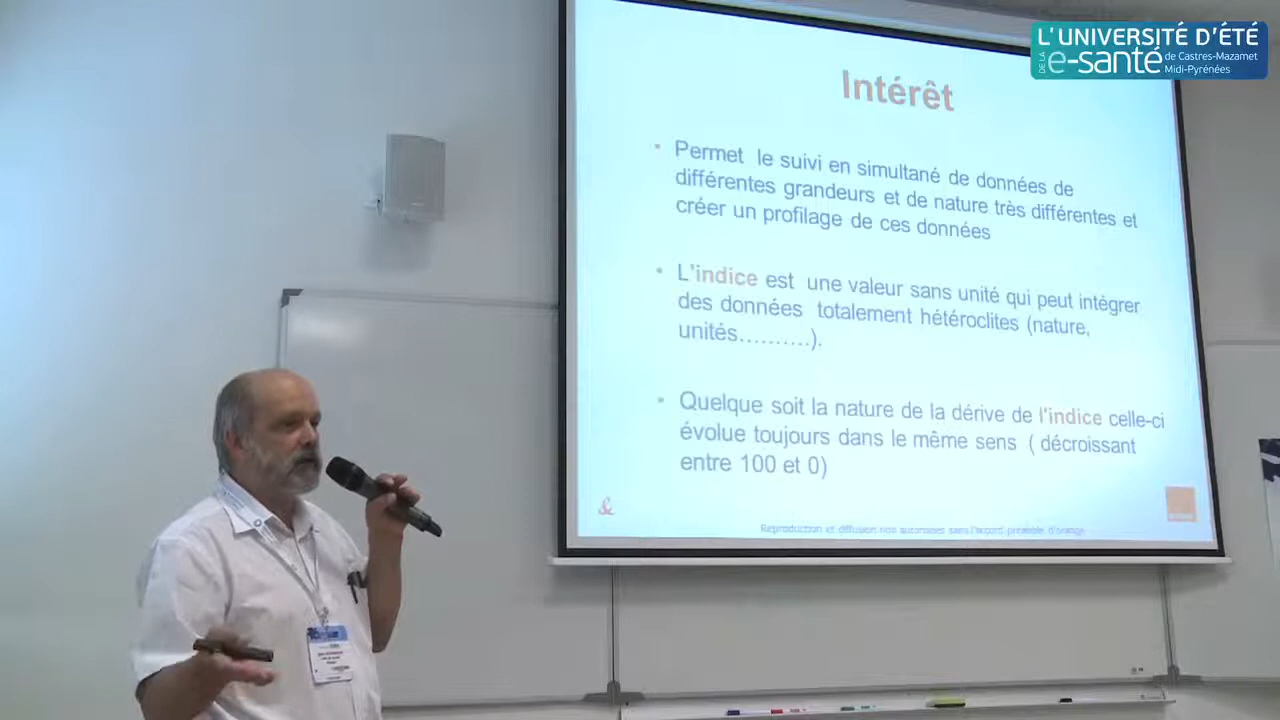 L'UNIVERSITÉ D'ÉTÉ
DE LA e-santé de Castres-Mazamet
Midi-Pyrénées
Intérêt
• Permet le suivi en simultané de données de
différentes grandeurs et de nature très différentes et
créer un profilage de ces données
• L'indice est une valeur sans unité qui peut intégrer
des données totalement hétéroclites (nature,
unités……….).
• Quelque soit la nature de la dérive de l'indice celle-ci
évolue toujours dans le même sens ( décroissant
entre 100 et 0)
&
Reproduction et diffusion non autorisées sans l'accord préalable d'orange